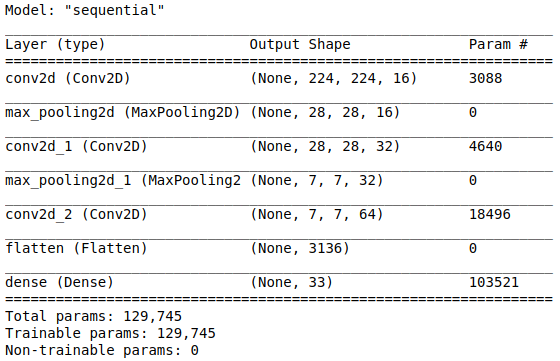 Model: "sequential"
Layer (type) Output Shape Param #
conv2d (Conv2D) (None, 224, 224, 16) 3088
max_pooling2d (MaxPooling2D) (None, 28, 28, 16) 0
conv2d_1 (Conv2D) (None, 28, 28, 32) 4640
max_pooling2d_1 (MaxPooling2 (None, 7, 7, 32) 0
conv2d_2 (Conv2D) (None, 7, 7, 64) 18496
flatten (Flatten) (None, 3136) 0
dense (Dense) (None, 33) 103521
Total params: 129,745
Trainable params: 129,745
Non-trainable params: 0